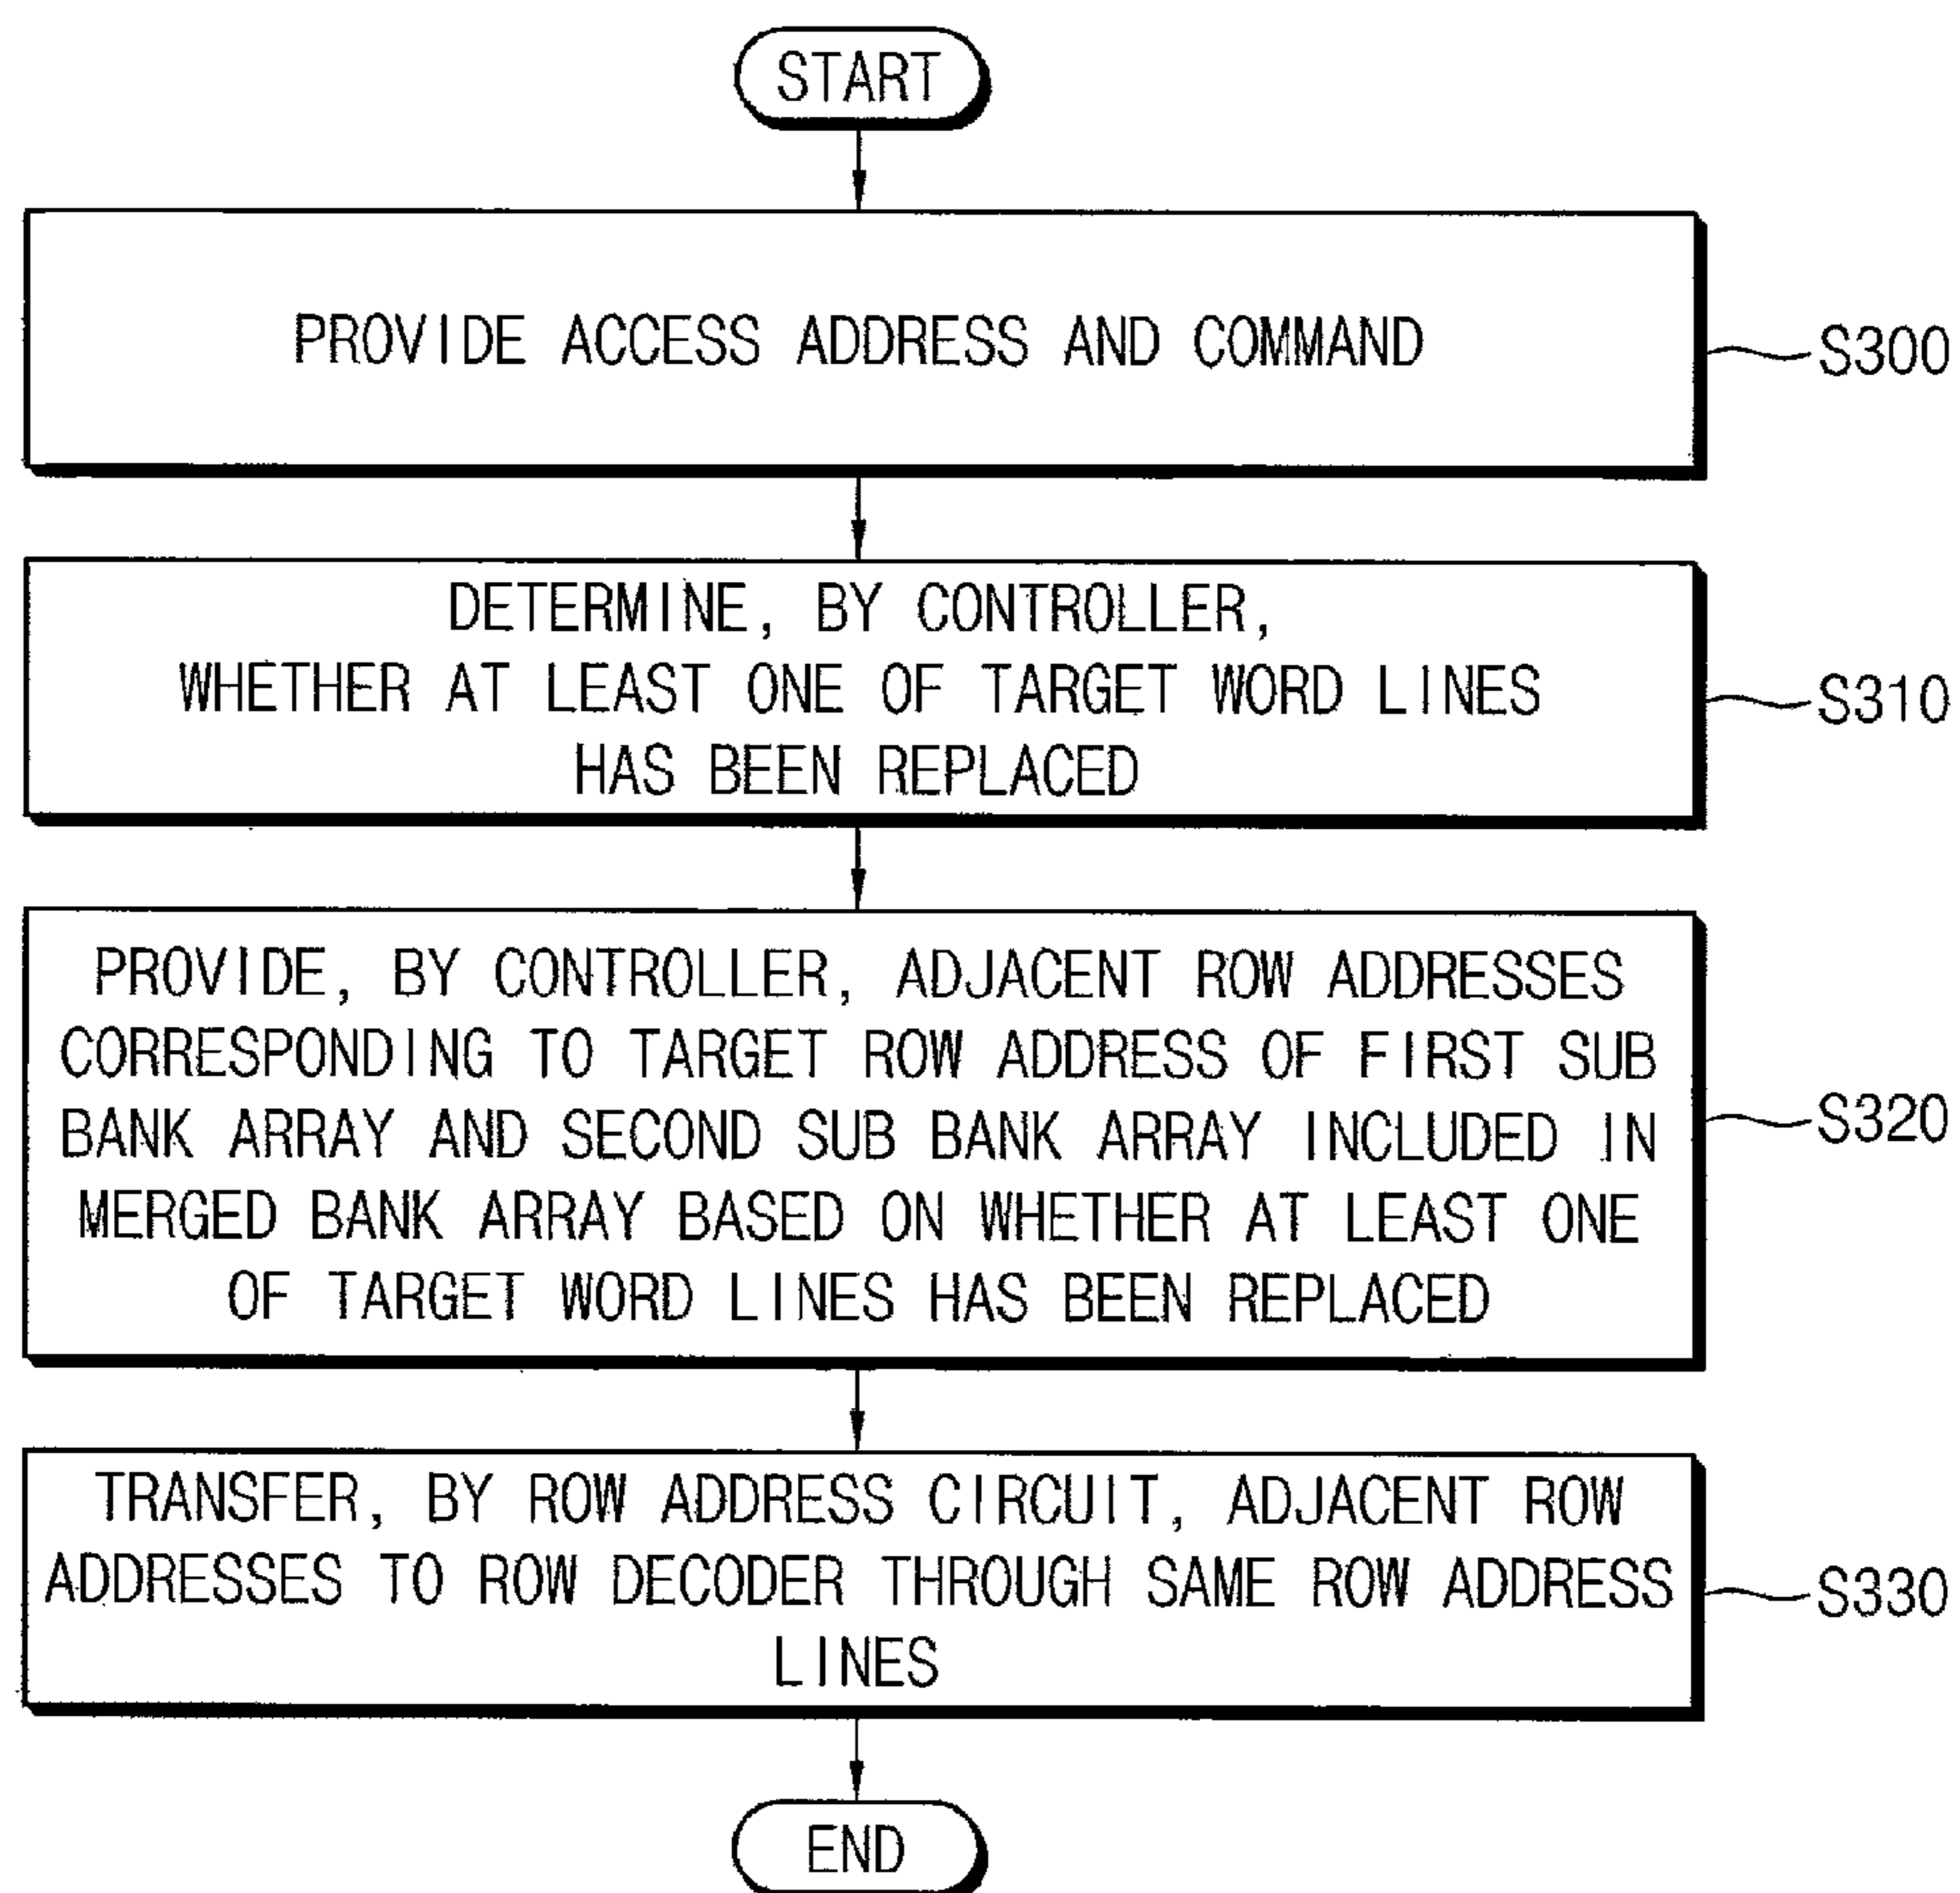 START
PROVIDE ACCESS ADDRESS AND COMMAND
S300
DETERMINE, BY CONTROLLER,
WHETHER AT LEAST ONE OF TARGET WORD LINES
HAS BEEN REPLACED
S310
PROVIDE, BY CONTROLLER, ADJACENT ROW ADDRESSES
CORRESPONDING TO TARGET ROW ADDRESS OF FIRST SUB
BANK ARRAY AND SECOND SUB BANK ARRAY INCLUDED IN
MERGED BANK ARRAY BASED ON WHETHER AT LEAST ONE
OF TARGET WORD LINES HAS BEEN REPLACED
S320
TRANSFER, BY ROW ADDRESS CIRCUIT, ADJACENT ROW
ADDRESSES TO ROW DECODER THROUGH SAME ROW ADDRESS
LINES
S330
END